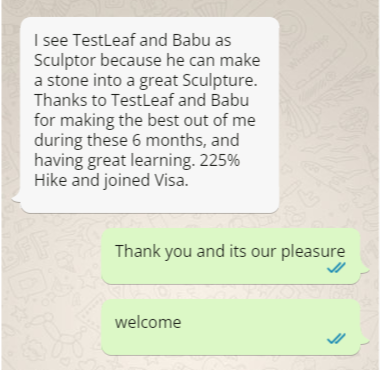 I see TestLeaf and Babu as
Sculptor because he can make
a stone into a great Sculpture.
Thanks to TestLeaf and Babu
for making the best out of me
during these 6 months, and
having great learning. 225%
Hike and joined Visa.
Thank you and its our pleasure
welcome